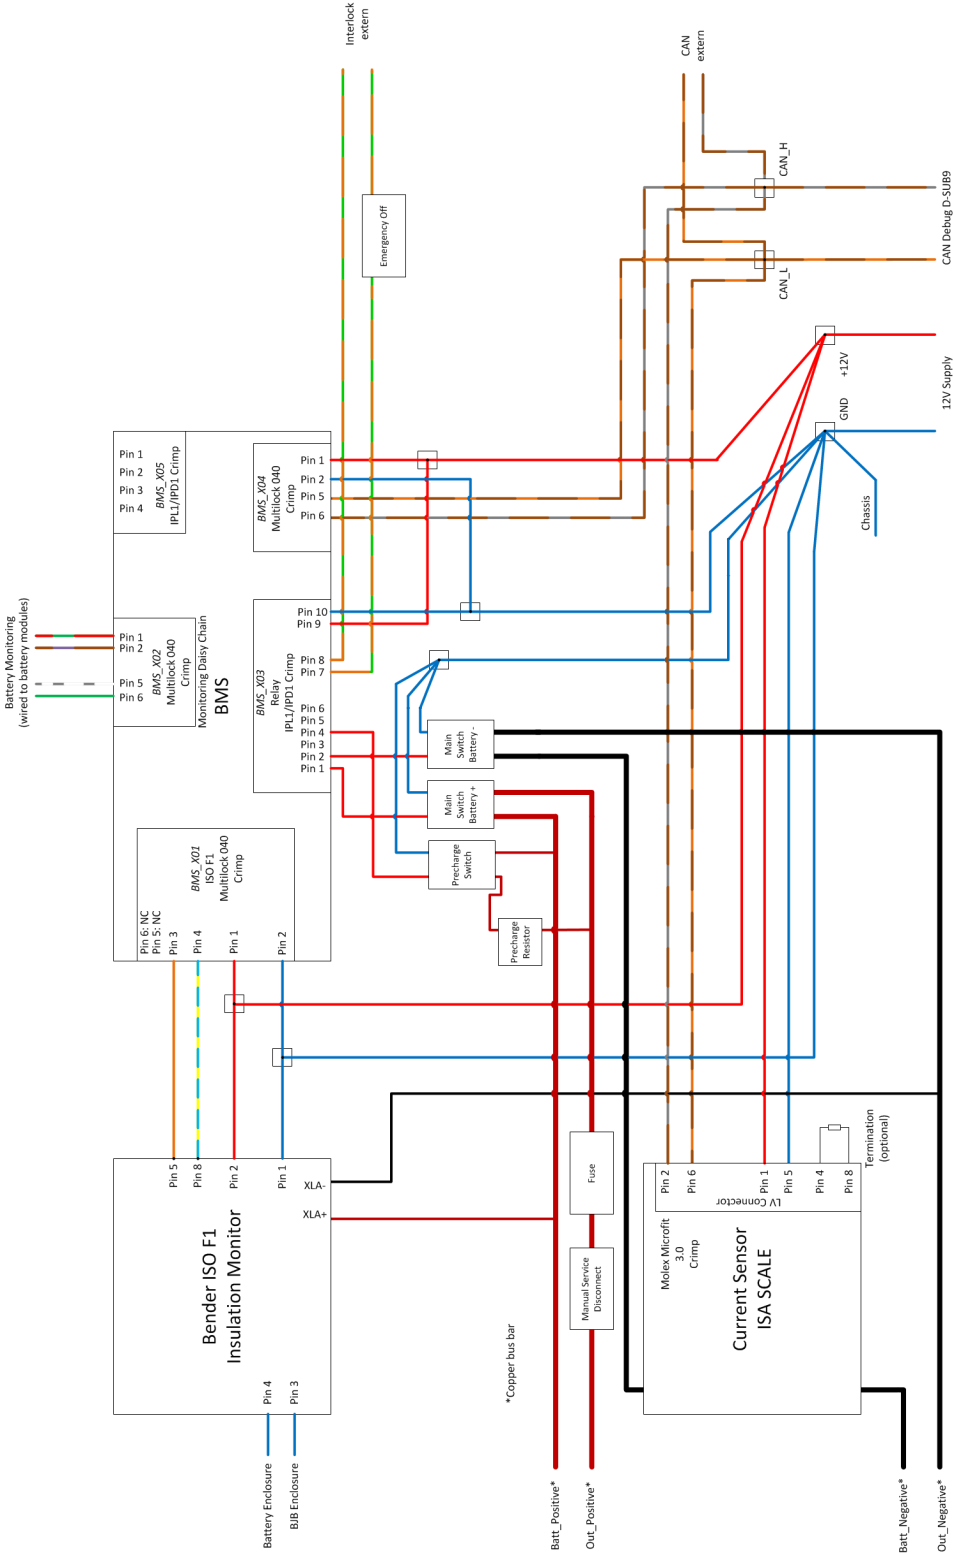 Interlock
extern
CAN
extern
Emergency Off
CAN_H
CAN_L
CAN Debug D-SUB9
+12V
GND
12V Supply
Chassis
Pin 1
Pin 2
Pin 3
Pin 4
BMS_X05
IPL1/IPD1 Crimp
BMS_X04
Multilock 040
Crimp
Pin 1
Pin 2
Pin 5
Pin 6
Battery Monitoring
(wired to battery modules)
Pin 1
Pin 2
Pin 5
Pin 6
BMS_X02
Multilock 040
Crimp
Monitoring Daisy Chain
BMS
BMS_X03
Relay
IPL1/IPD1 Crimp
Pin 10
Pin 9
Pin 8
Pin 7
Pin 6
Pin 5
Pin 4
Pin 3
Pin 2
Pin 1
Main
Switch
Battery -
Main
Switch
Battery +
Precharge
Switch
Precharge
Resistor
BMS_X01
ISO F1
Multilock 040
Crimp
Pin 6: NC
Pin 5: NC
Pin 3
Pin 4
Pin 1
Pin 2
Pin 5
Pin 8
Pin 2
Pin 1
XLA-
XLA+
Bender ISO F1
Insulation Monitor
Pin 4
Pin 3
Battery Enclosure
BJB Enclosure
Fuse
Manual Service
Disconnect
*Copper bus bar
Pin 2
Pin 6
Pin 1
Pin 5
Pin 4
Pin 8
LV Connector
Termination
(optional)
Molex Microfit
3.0
Crimp
Current Sensor
ISA SCALE
Batt_Positive*
Out_Positive*
Batt_Negative*
Out_Negative*